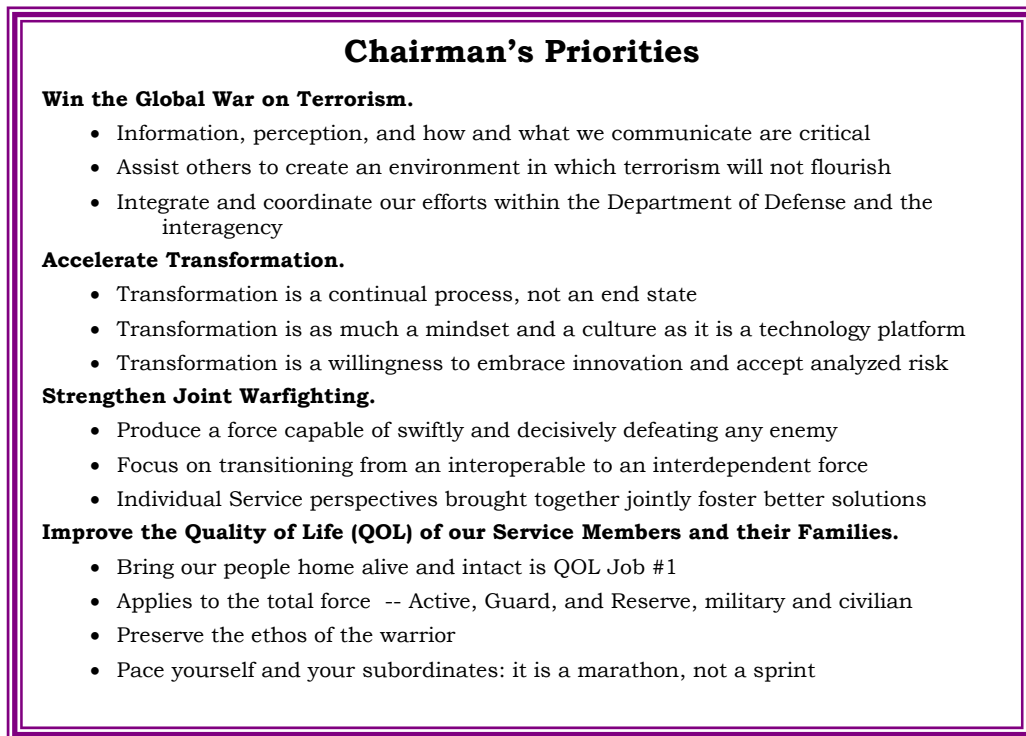 Chairman’s Priorities
Win the Global War on Terrorism.
• Information, perception, and how and what we communicate are critical
• Assist others to create an environment in which terrorism will not flourish
• Integrate and coordinate our efforts within the Department of Defense and the
interagency
Accelerate Transformation.
• Transformation is a continual process, not an end state
• Transformation is as much a mindset and a culture as it is a technology platform
• Transformation is a willingness to embrace innovation and accept analyzed risk
Strengthen Joint Warfighting.
• Produce a force capable of swiftly and decisively defeating any enemy
• Focus on transitioning from an interoperable to an interdependent force
• Individual Service perspectives brought together jointly foster better solutions
Improve the Quality of Life (QOL) of our Service Members and their Families.
• Bring our people home alive and intact is QOL Job #1
• Applies to the total force -- Active, Guard, and Reserve, military and civilian
• Preserve the ethos of the warrior
• Pace yourself and your subordinates: it is a marathon, not a sprint